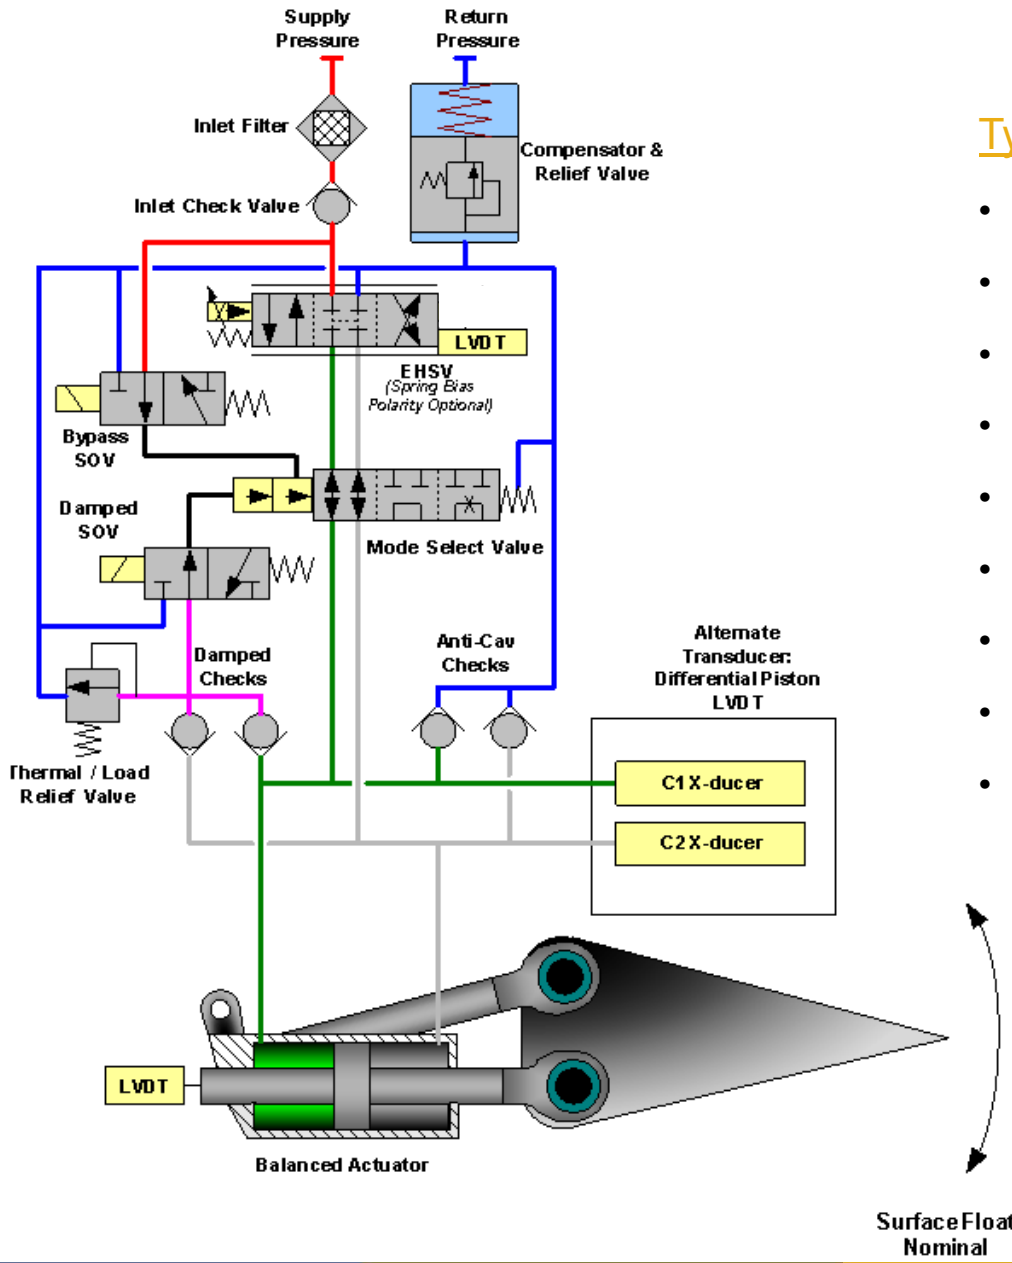 Supply
Pressure
Return
Pressure
Inlet Filter
Compensator &
Relief Valve
Inlet Check Valve
Ty
LVDT
EHSV
(Spring Bias
Polarity Optional)
Bypass
SOV
Damped
SOV
Mode Select Valve
Damped
Checks
Anti-Cav
Checks
Alternate
Transducer:
Differential Piston
LVDT
Thermal / Load
Relief Valve
C1 X-ducer
C2 X-ducer
LVDT
Balanced Actuator
Surface Float
Nominal